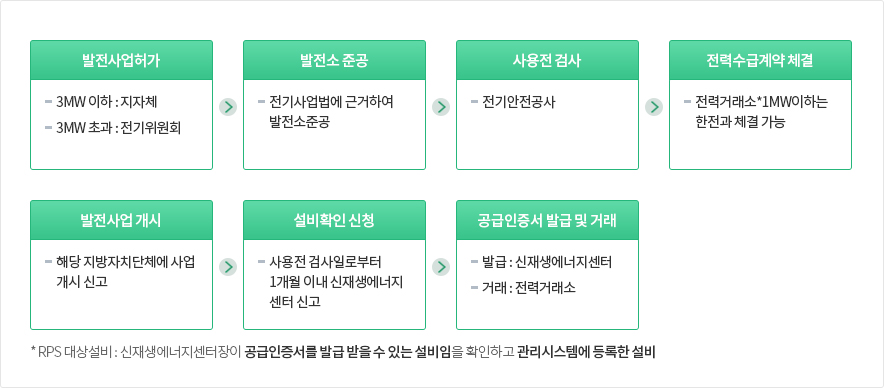 발전사업허가
3MW 이하 : 지자체
3MW 초과 : 전기위원회
발전소 준공
전기사업법에 근거하여
발전소준공
사용전 검사
전기안전공사
전력수급계약 체결
전력거래소*1MW이하는
한전과 체결 가능
발전사업 개시
해당 지방자치단체에 사업
개시 신고
설비확인 신청
사용전 검사일로부터
1개월 이내 신재생에너지
센터 신고
공급인증서 발급 및 거래
발급 : 신재생에너지센터
거래 : 전력거래소
* RPS 대상설비 : 신재생에너지센터장이 공급인증서를 발급 받을 수 있는 설비임을 확인하고 관리시스템에 등록한 설비